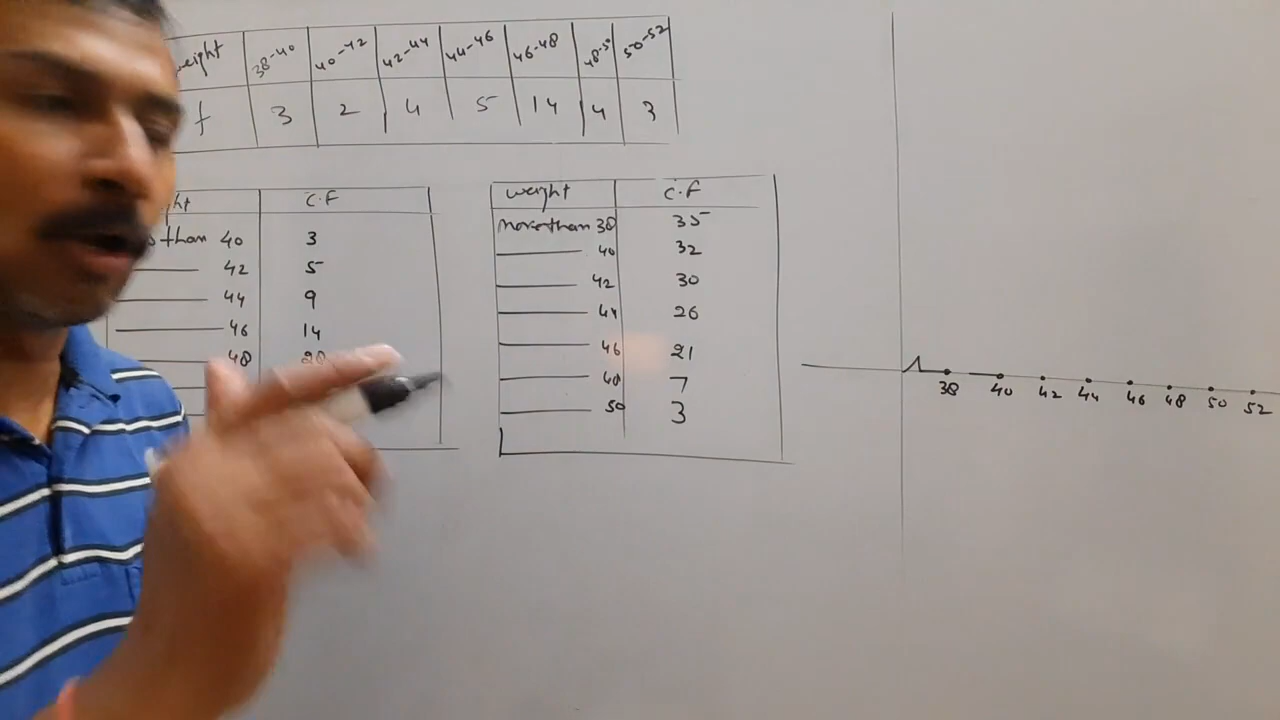 weight 38-40 40-42 42-44 44-46 46-48 48-50 50-52
f 3 2 4 5 14 4 3
C.F
than 40 3
42 5
44 9
46 14
48 28
weight C.F
Morethan 38 35
40 32
42 30
44 26
46 21
48 7
50 3
38 40 42 44 46 48 50 52